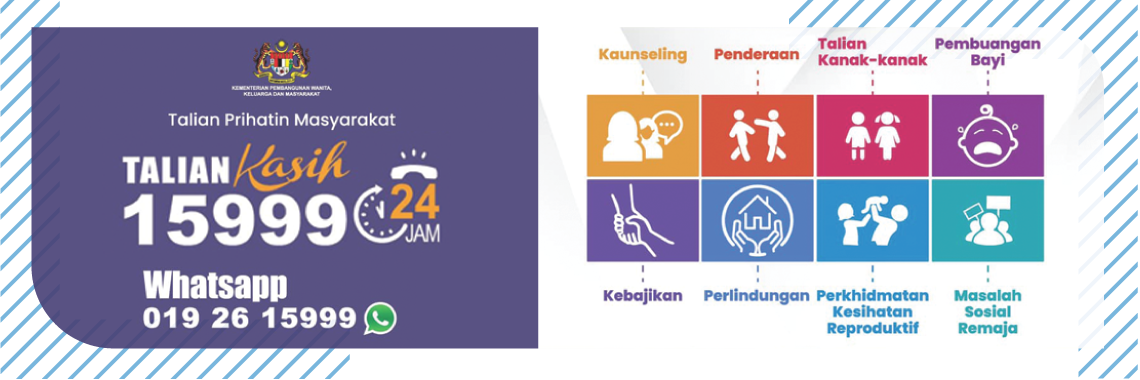 KEMENTERIAN PEMBANGUNAN WANITA,
KELUARGA DAN MASYARAKAT
Talian Prihatin Masyarakat
TALIAN Kasih
15999 24
JAM
Whatsapp
019 26 15999
Kaunseling
Penderaan
Talian
Kanak-kanak
Pembuangan
Bayi
Kebajikan
Perlindungan
Perkhidmatan
Kesihatan
Reproduktif
Masalah
Sosial
Remaja